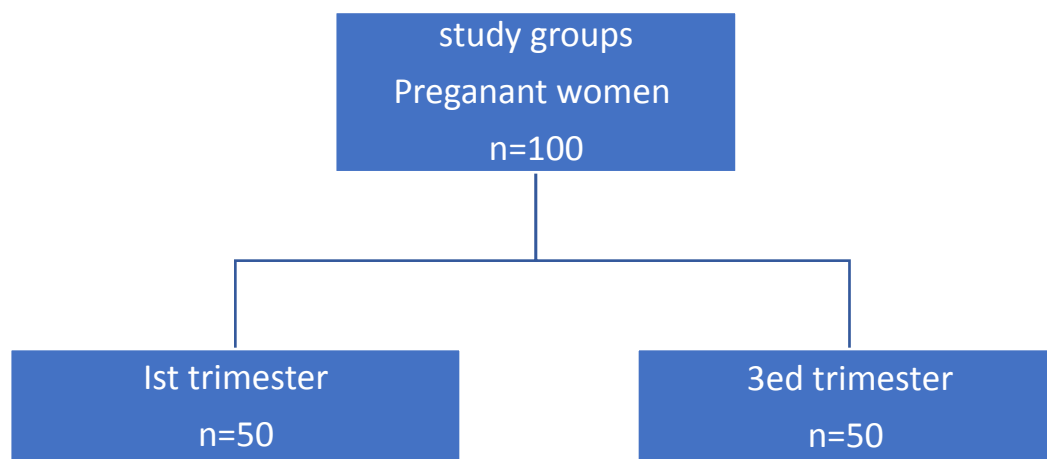 study groups
Preganant women
n=100
Ist trimester
n=50
3ed trimester
n=50